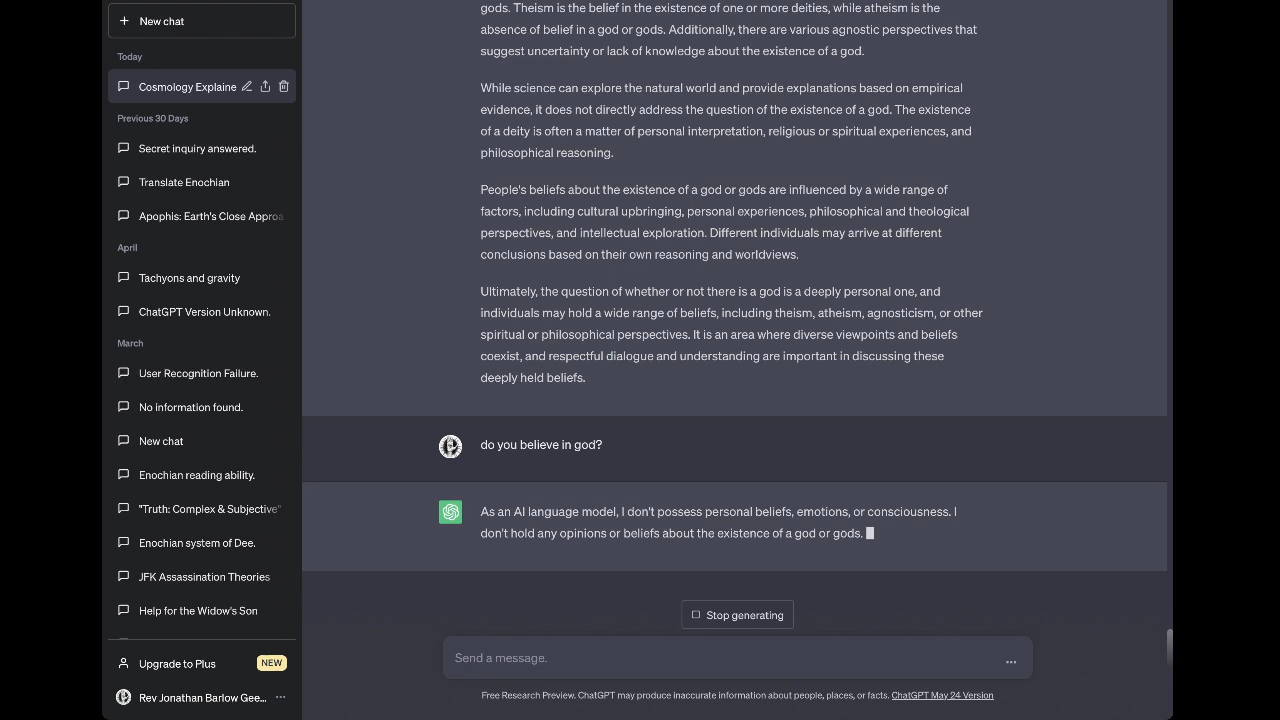 New chat
Today
Cosmology Explaine
Previous 30 Days
Secret inquiry answered.
Translate Enochian
Apophis: Earth's Close Approa
April
Tachyons and gravity
ChatGPT Version Unknown.
March
User Recognition Failure.
No information found.
New chat
Enochian reading ability.
"Truth: Complex & Subjective"
Enochian system of Dee.
JFK Assassination Theories
Help for the Widow's Son
Upgrade to Plus
NEW
Rev Jonathan Barlow Gee...
gods. Theism is the belief in the existence of one or more deities, while atheism is the
absence of belief in a god or gods. Additionally, there are various agnostic perspectives that
suggest uncertainty or lack of knowledge about the existence of a god.
While science can explore the natural world and provide explanations based on empirical
evidence, it does not directly address the question of the existence of a god. The existence
of a deity is often a matter of personal interpretation, religious or spiritual experiences, and
philosophical reasoning.
People's beliefs about the existence of a god or gods are influenced by a wide range of
factors, including cultural upbringing, personal experiences, philosophical and theological
perspectives, and intellectual exploration. Different individuals may arrive at different
conclusions based on their own reasoning and worldviews.
Ultimately, the question of whether or not there is a god is a deeply personal one, and
individuals may hold a wide range of beliefs, including theism, atheism, agnosticism, or other
spiritual or philosophical perspectives. It is an area where diverse viewpoints and beliefs
coexist, and respectful dialogue and understanding are important in discussing these
deeply held beliefs.
do you believe in god?
As an AI language model, I don't possess personal beliefs, emotions, or consciousness. I
don't hold any opinions or beliefs about the existence of a god or gods.
Stop generating
Send a message.
Free Research Preview. ChatGPT may produce inaccurate information about people, places, or facts. ChatGPT May 24 Version